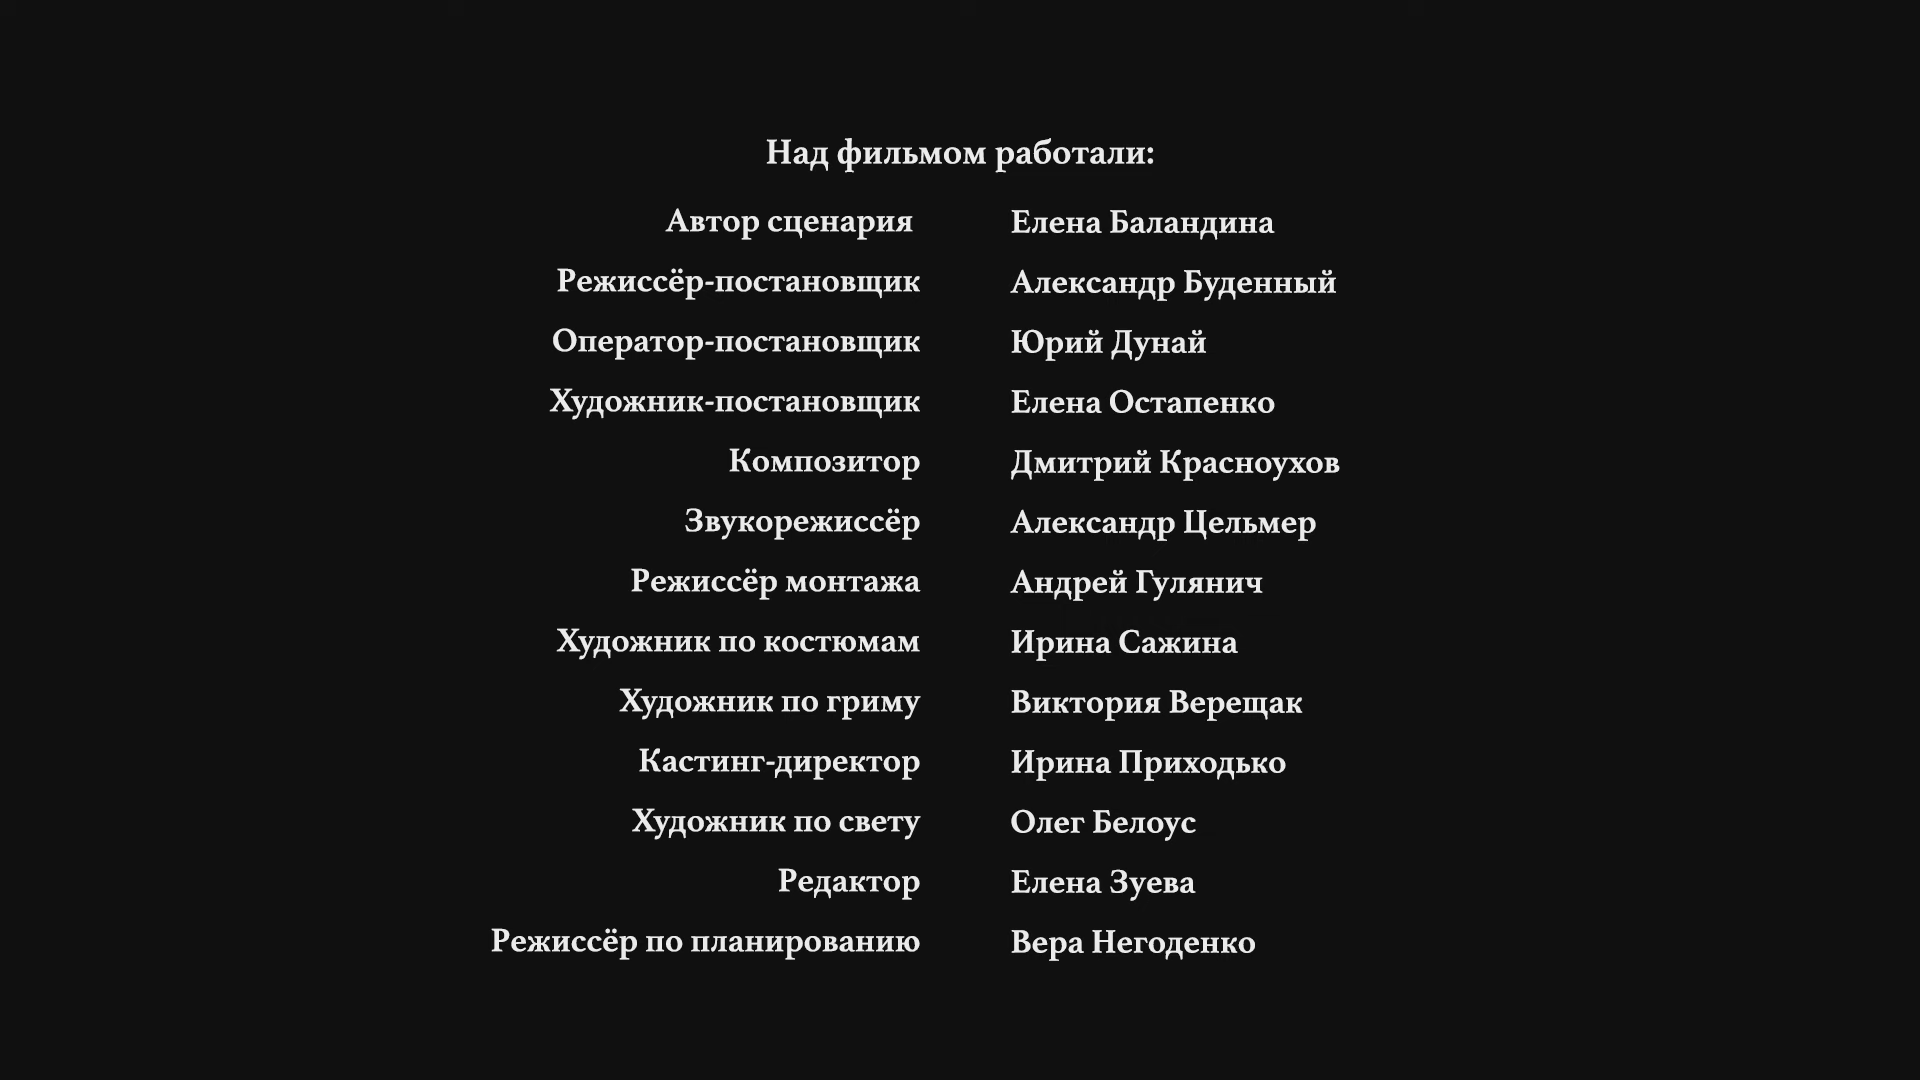 Над фильмом работали:
Автор сценария Елена Баландина
Режиссёр-постановщик Александр Буденный
Оператор-постановщик Юрий Дунай
Художник-постановщик Елена Остапенко
Композитор Дмитрий Красноухов
Звукорежиссёр Александр Цельмер
Режиссёр монтажа Андрей Гулянич
Художник по костюмам Ирина Сажина
Художник по гриму Виктория Верещак
Кастинг-директор Ирина Приходько
Художник по свету Олег Белоус
Редактор Елена Зуева
Режиссёр по планированию Вера Негоденко